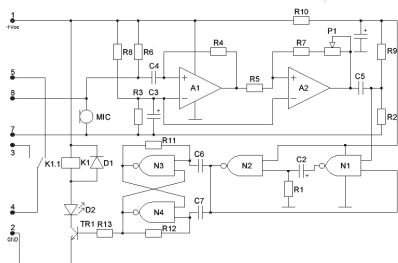 1
+Vcc
R10
R8
R6
R4
R7
P1
R9
5
C4
A1
R5
A2
C5
8
R3
C3
R2
MIC
7
3
R11
K1.1
K1
D1
N3
C6
N2
C2
N1
R1
4
D2
N4
C7
2
GND
TR1
R13
R12